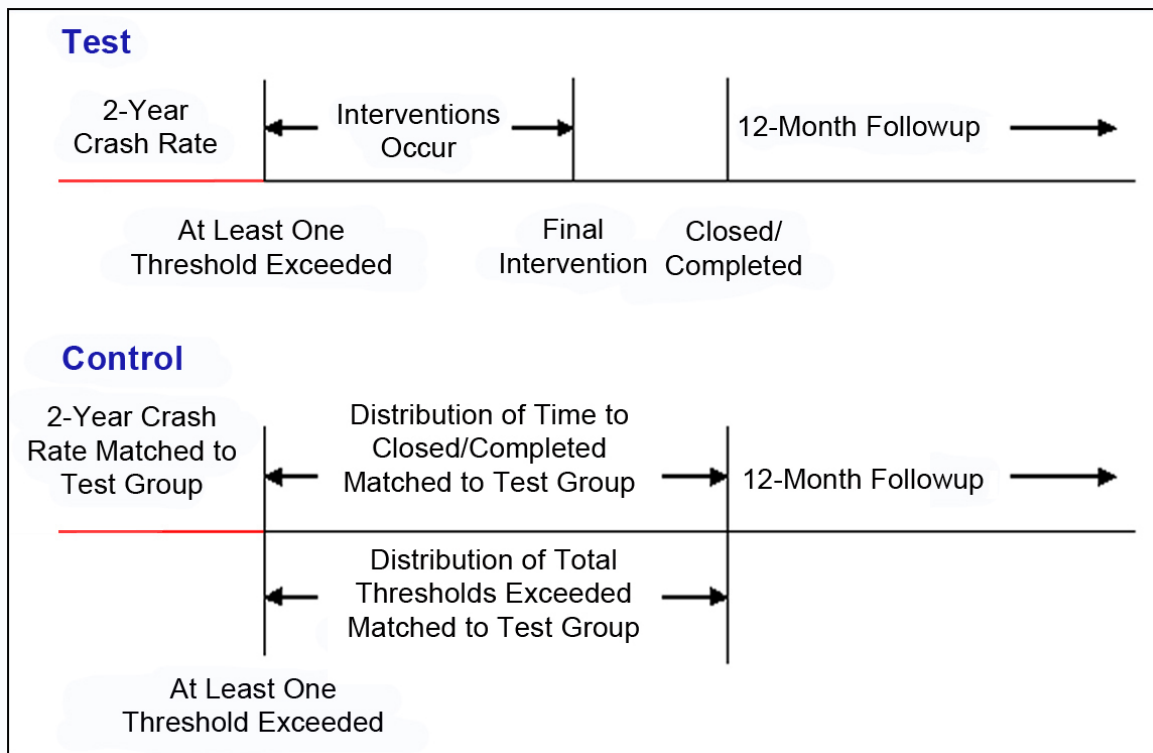 Test
2-Year
Crash Rate
Interventions
Occur
12-Month Followup
At Least One
Threshold Exceeded
Final
Intervention
Closed/
Completed
Control
2-Year Crash
Rate Matched to
Test Group
Distribution of Time to
Closed/Completed
Matched to Test Group
12-Month Followup
Distribution of Total
Thresholds Exceeded
Matched to Test Group
At Least One
Threshold Exceeded